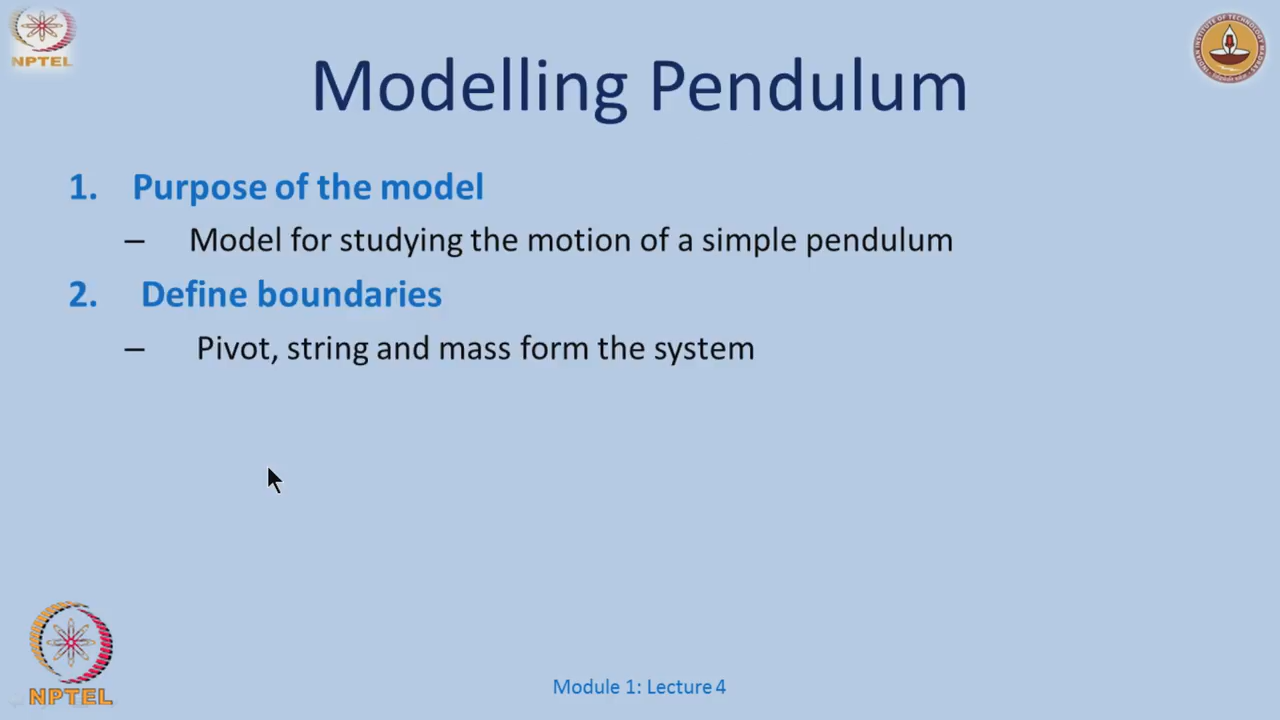 NPTEL
Modelling Pendulum
1. Purpose of the model
– Model for studying the motion of a simple pendulum
2. Define boundaries
– Pivot, string and mass form the system
NPTEL
Module 1: Lecture 4